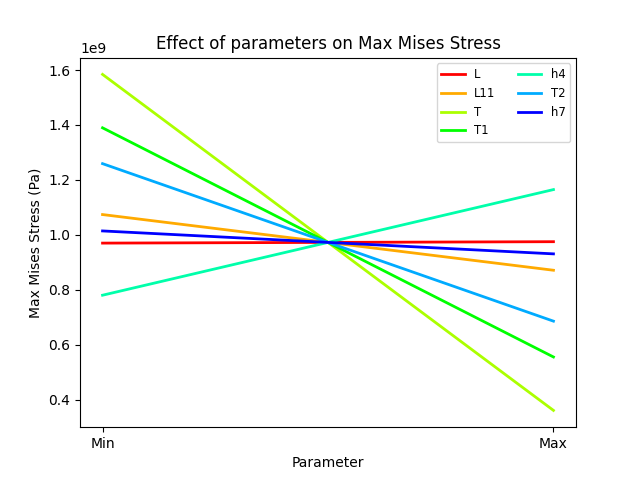 Effect of parameters on Max Mises Stress
1e9
1.6
1.4
1.2
1.0
0.8
0.6
0.4
Max Mises Stress (Pa)
L
L11
T
T1
h4
T2
h7
Min
Max
Parameter